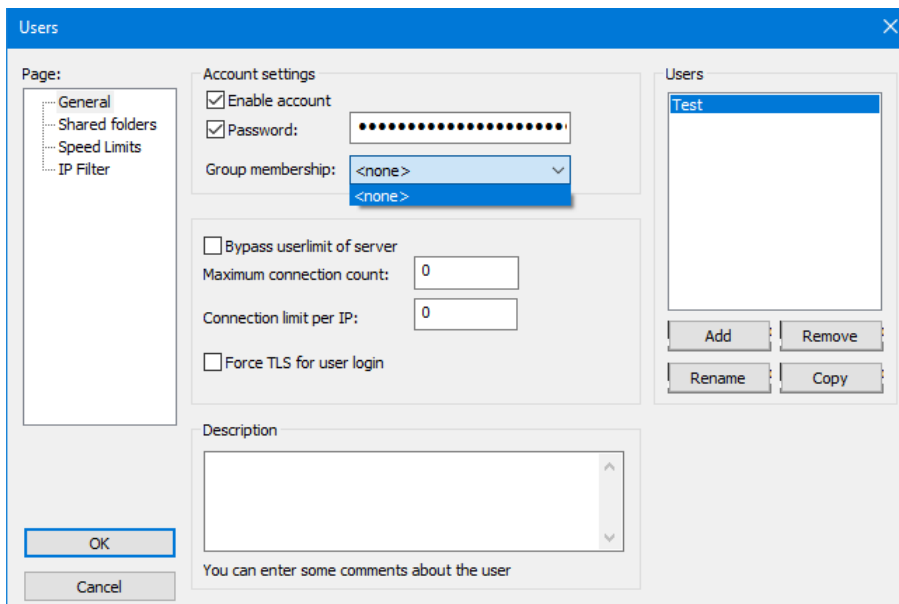 Users
Page:
General
Shared folders
Speed Limits
IP Filter
OK
Cancel
Account settings
Enable account
Password: ••••••••••••••••••••••
Group membership: <none>
<none>
Bypass userlimit of server
Maximum connection count: 0
Connection limit per IP: 0
Force TLS for user login
Description
You can enter some comments about the user
Users
Test
Add Remove
Rename Copy